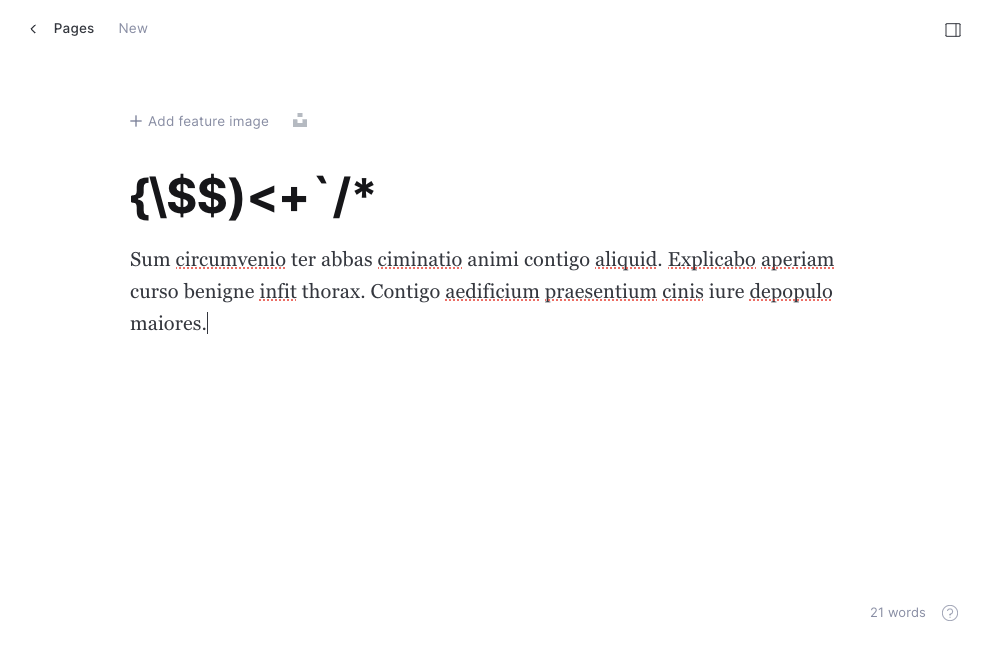 Pages New
Add feature image
{\$$)<+`/*
Sum circumvenio ter abbas ciminatio animi contigo aliquid. Explicabo aperiam
curso benigne infit thorax. Contigo aedificium praesentium cinis iure depopulo
maiores.
21 words